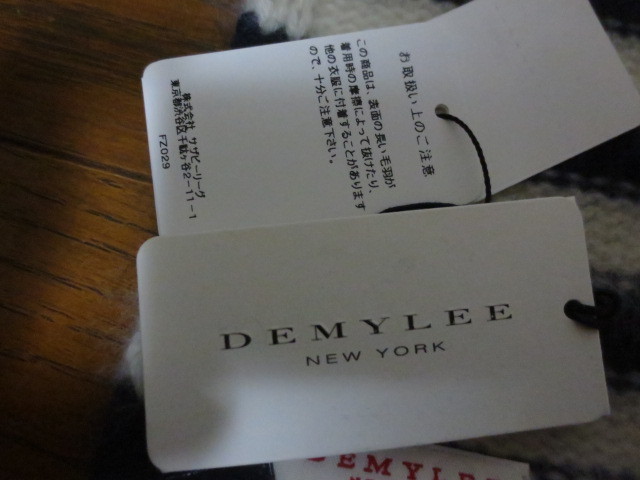 お取扱い上のご注意
この商品は、表面の長い毛羽が
着用時の摩擦によって抜けたり、
他の衣服に付着することがあります
ので、十分ご注意下さい。
株式会社 サザビーリーグ
東京都渋谷区千駄ヶ谷2-11-1
FZ029
DEMYLEE
NEW YORK
DEMYLEE